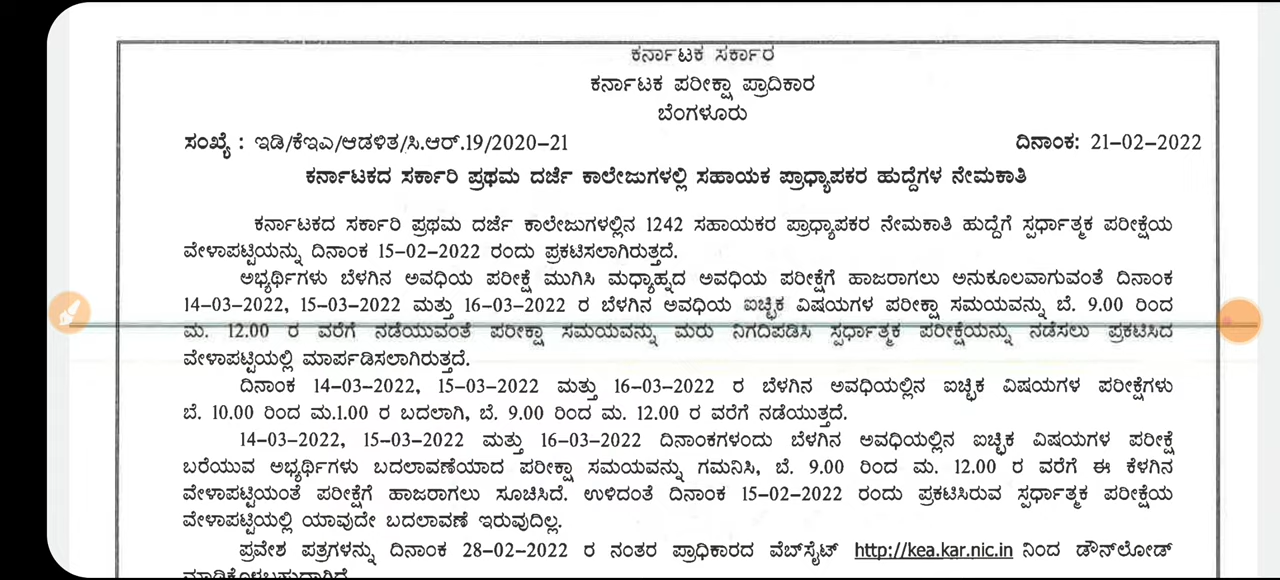 ಕರ್ನಾಟಕ ಸರ್ಕಾರ
ಕರ್ನಾಟಕ ಪರೀಕ್ಷಾ ಪ್ರಾದಿಕಾರ
ಬೆಂಗಳೂರು
ಸಂಖ್ಯೆ : ಇಡಿ/ಕೆಇಎ/ಆಡಳಿತ/ಸಿ.ಆರ್.19/2020-21 ದಿನಾಂಕ: 21-02-2022
ಕರ್ನಾಟಕದ ಸರ್ಕಾರಿ ಪ್ರಥಮ ದರ್ಜೆ ಕಾಲೇಜುಗಳಲ್ಲಿ ಸಹಾಯಕ ಪ್ರಾಧ್ಯಾಪಕರ ಹುದ್ದೆಗಳ ನೇಮಕಾತಿ
ಕರ್ನಾಟಕದ ಸರ್ಕಾರಿ ಪ್ರಥಮ ದರ್ಜೆ ಕಾಲೇಜುಗಳಲ್ಲಿನ 1242 ಸಹಾಯಕರ ಪ್ರಾಧ್ಯಾಪಕರ ನೇಮಕಾತಿ ಹುದ್ದೆಗೆ ಸ್ಪರ್ಧಾತ್ಮಕ ಪರೀಕ್ಷೆಯ
ವೇಳಾಪಟ್ಟಿಯನ್ನು ದಿನಾಂಕ 15-02-2022 ರಂದು ಪ್ರಕಟಿಸಲಾಗಿರುತ್ತದೆ.
ಅಭ್ಯರ್ಥಿಗಳು ಬೆಳಗಿನ ಅವಧಿಯ ಪರೀಕ್ಷೆ ಮುಗಿಸಿ ಮಧ್ಯಾಹ್ನದ ಅವಧಿಯ ಪರೀಕ್ಷೆಗೆ ಹಾಜರಾಗಲು ಅನುಕೂಲವಾಗುವಂತೆ ದಿನಾಂಕ
14-03-2022, 15-03-2022 ಮತ್ತು 16-03-2022 ರ ಬೆಳಗಿನ ಅವಧಿಯ ಐಚ್ಛಿಕ ವಿಷಯಗಳ ಪರೀಕ್ಷಾ ಸಮಯವನ್ನು ಬೆ. 9.00 ರಿಂದ
ಮ. 12.00 ರ ವರೆಗೆ ನಡೆಯುವಂತೆ ಪರೀಕ್ಷಾ ಸಮಯವನ್ನು ಮರು ನಿಗದಿಪಡಿಸಿ ಸ್ಪರ್ಧಾತ್ಮಕ ಪರೀಕ್ಷೆಯನ್ನು ನಡೆಸಲು ಪ್ರಕಟಿಸಿದ
ವೇಳಾಪಟ್ಟಿಯಲ್ಲಿ ಮಾರ್ಪಡಿಸಲಾಗಿರುತ್ತದೆ.
ದಿನಾಂಕ 14-03-2022, 15-03-2022 ಮತ್ತು 16-03-2022 ರ ಬೆಳಗಿನ ಅವಧಿಯಲ್ಲಿನ ಐಚ್ಛಿಕ ವಿಷಯಗಳ ಪರೀಕ್ಷೆಗಳು
ಬೆ. 10.00 ರಿಂದ ಮ.1.00 ರ ಬದಲಾಗಿ, ಬೆ. 9.00 ರಿಂದ ಮ. 12.00 ರ ವರೆಗೆ ನಡೆಯುತ್ತದೆ.
14-03-2022, 15-03-2022 ಮತ್ತು 16-03-2022 ದಿನಾಂಕಗಳಂದು ಬೆಳಗಿನ ಅವಧಿಯಲ್ಲಿನ ಐಚ್ಛಿಕ ವಿಷಯಗಳ ಪರೀಕ್ಷೆ
ಬರೆಯುವ ಅಭ್ಯರ್ಥಿಗಳು ಬದಲಾವಣೆಯಾದ ಪರೀಕ್ಷಾ ಸಮಯವನ್ನು ಗಮನಿಸಿ, ಬೆ. 9.00 ರಿಂದ ಮ. 12.00 ರ ವರೆಗೆ ಈ ಕೆಳಗಿನ
ವೇಳಾಪಟ್ಟಿಯಂತೆ ಪರೀಕ್ಷೆಗೆ ಹಾಜರಾಗಲು ಸೂಚಿಸಿದೆ. ಉಳಿದಂತೆ ದಿನಾಂಕ 15-02-2022 ರಂದು ಪ್ರಕಟಿಸಿರುವ ಸ್ಪರ್ಧಾತ್ಮಕ ಪರೀಕ್ಷೆಯ
ವೇಳಾಪಟ್ಟಿಯಲ್ಲಿ ಯಾವುದೇ ಬದಲಾವಣೆ ಇರುವುದಿಲ್ಲ.
ಪ್ರವೇಶ ಪತ್ರಗಳನ್ನು ದಿನಾಂಕ 28-02-2022 ರ ನಂತರ ಪ್ರಾಧಿಕಾರದ ವೆಬ್‌ಸೈಟ್ http://kea.kar.nic.in ನಿಂದ ಡೌನ್‌ಲೋಡ್